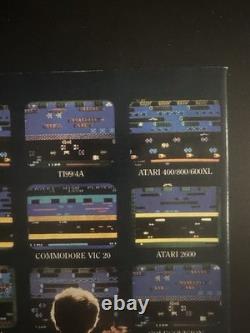 TI99/4A
ATARI 400/800/600XL
COMMODORE VIC 20
ATARI 2600